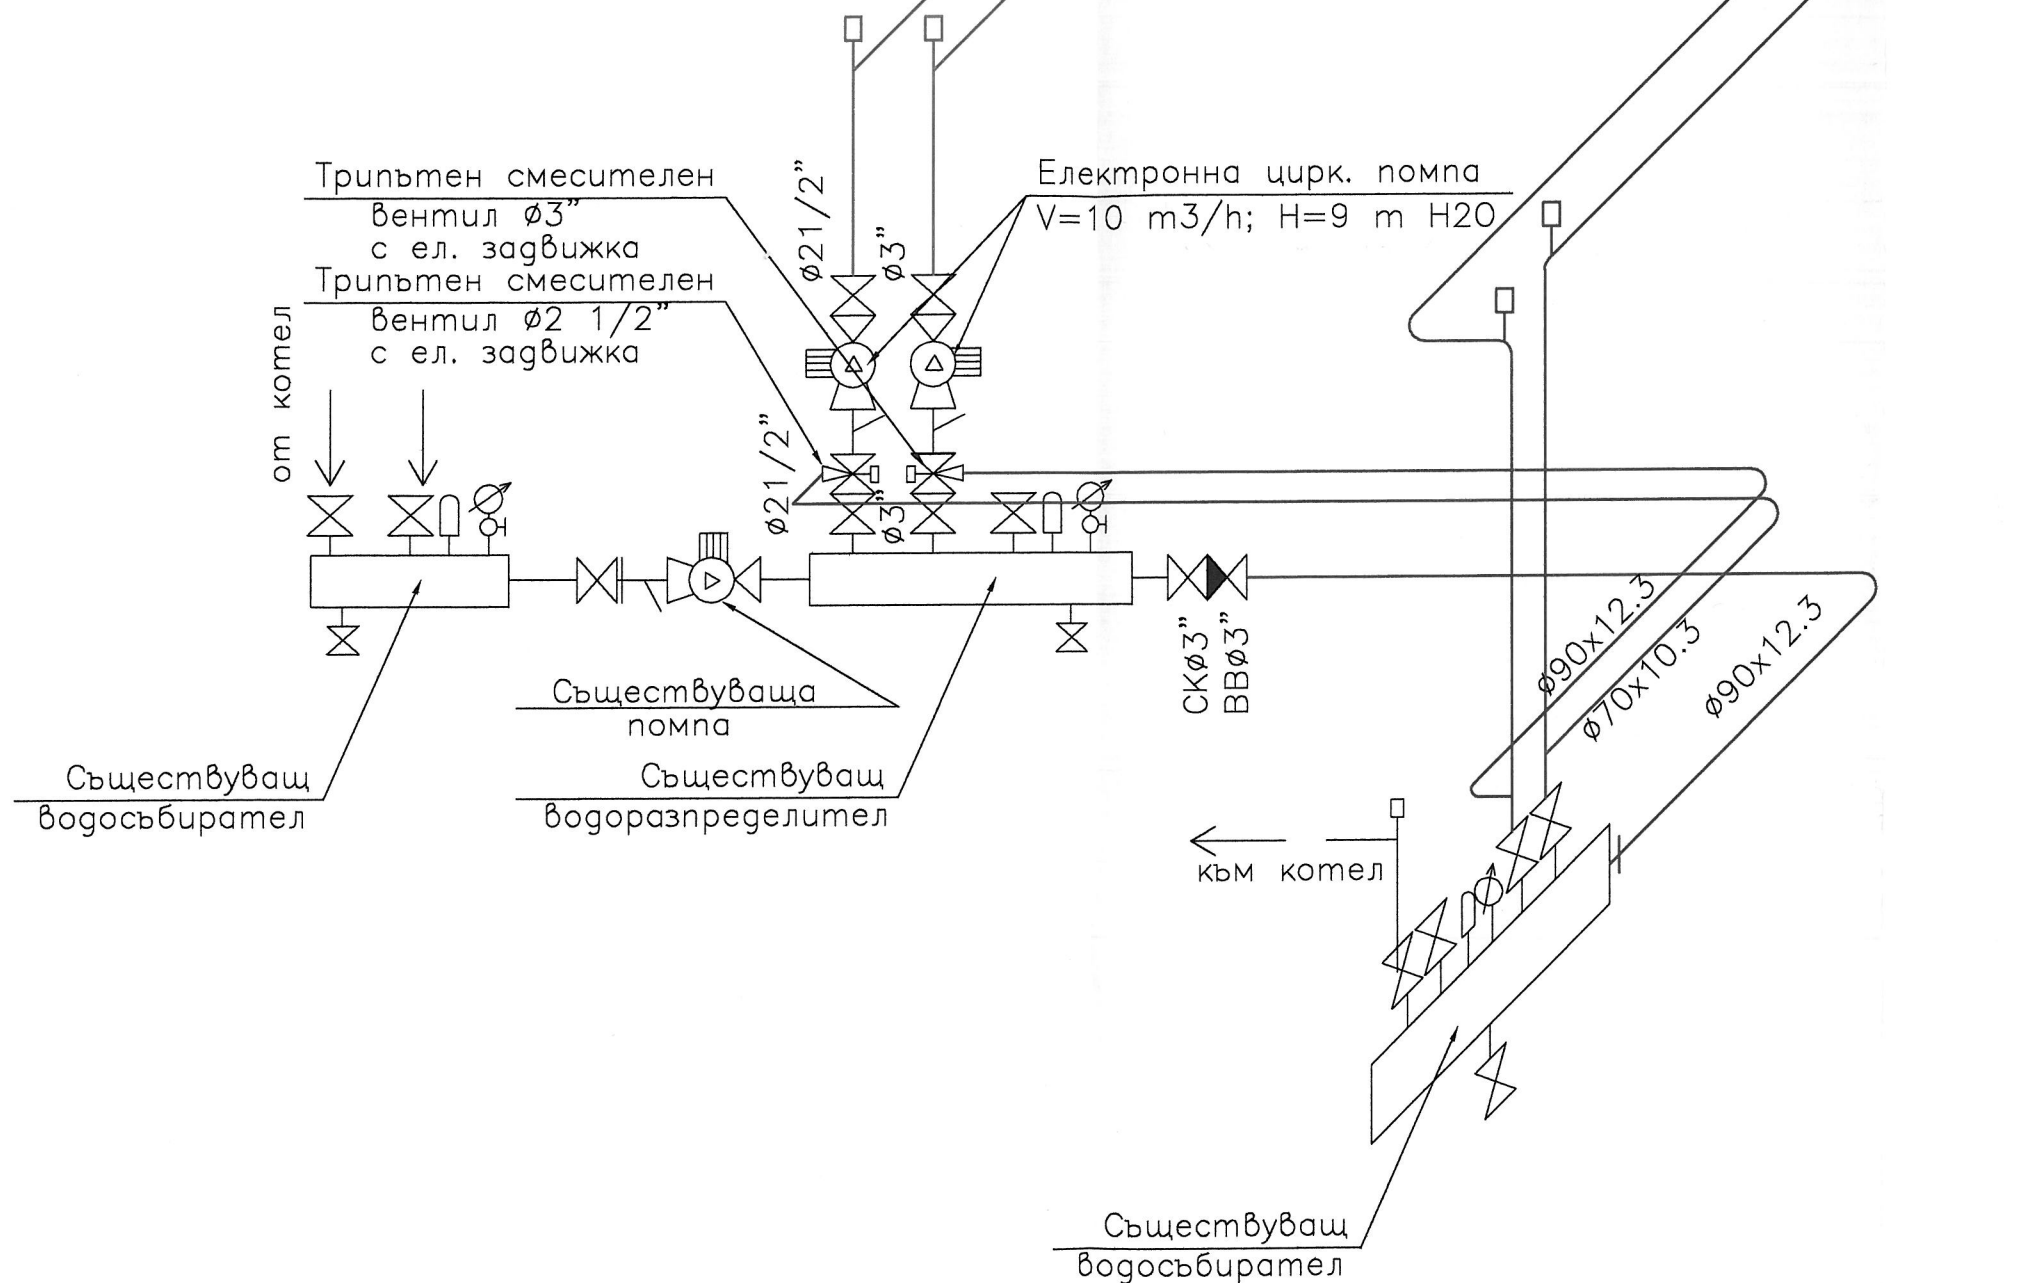 Трипътен смесителен
вентил ø3"
с ел. задвижка
Трипътен смесителен
вентил ø2 1/2"
с ел. задвижка
от котел
ø21/2"
ø3"
Електронна цирк. помпа
V=10 m3/h; H=9 m H2O
ø21/2"
ø3"
СКø3"
ВВø3"
ø90x12.3
ø70x10.3
ø90x12.3
Съществуваща
помпа
Съществуващ
водосъбирател
Съществуващ
водоразпределител
към котел
Съществуващ
водосъбирател